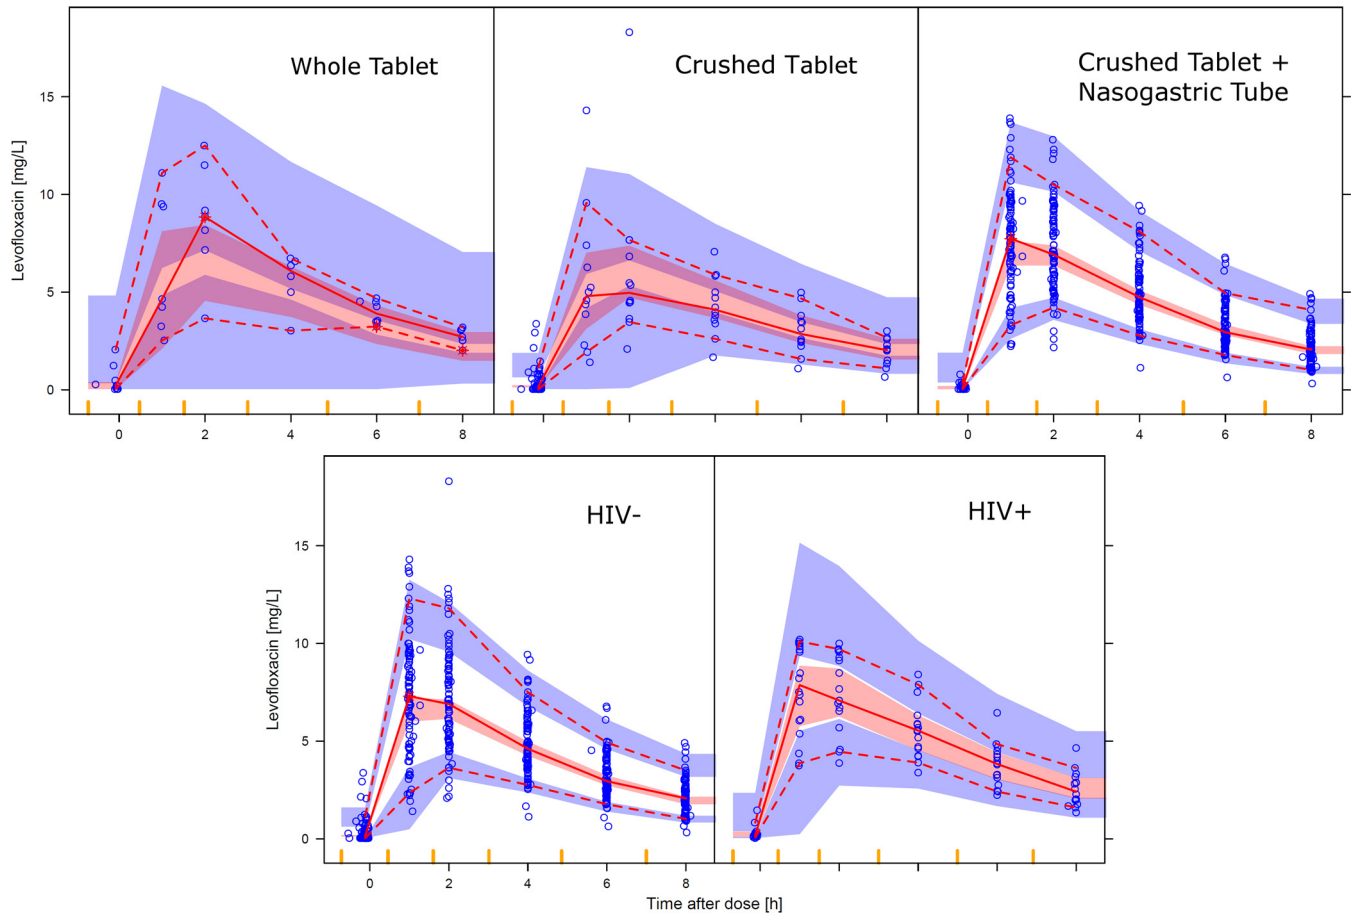 Whole Tablet
Crushed Tablet
Crushed Tablet +
Nasogastric Tube
Levofloxacin [mg/L]
15
10
5
0
0 2 4 6 8
0 2 4 6 8
HIV-
HIV+
Levofloxacin [mg/L]
15
10
5
0
0 2 4 6 8
Time after dose [h]